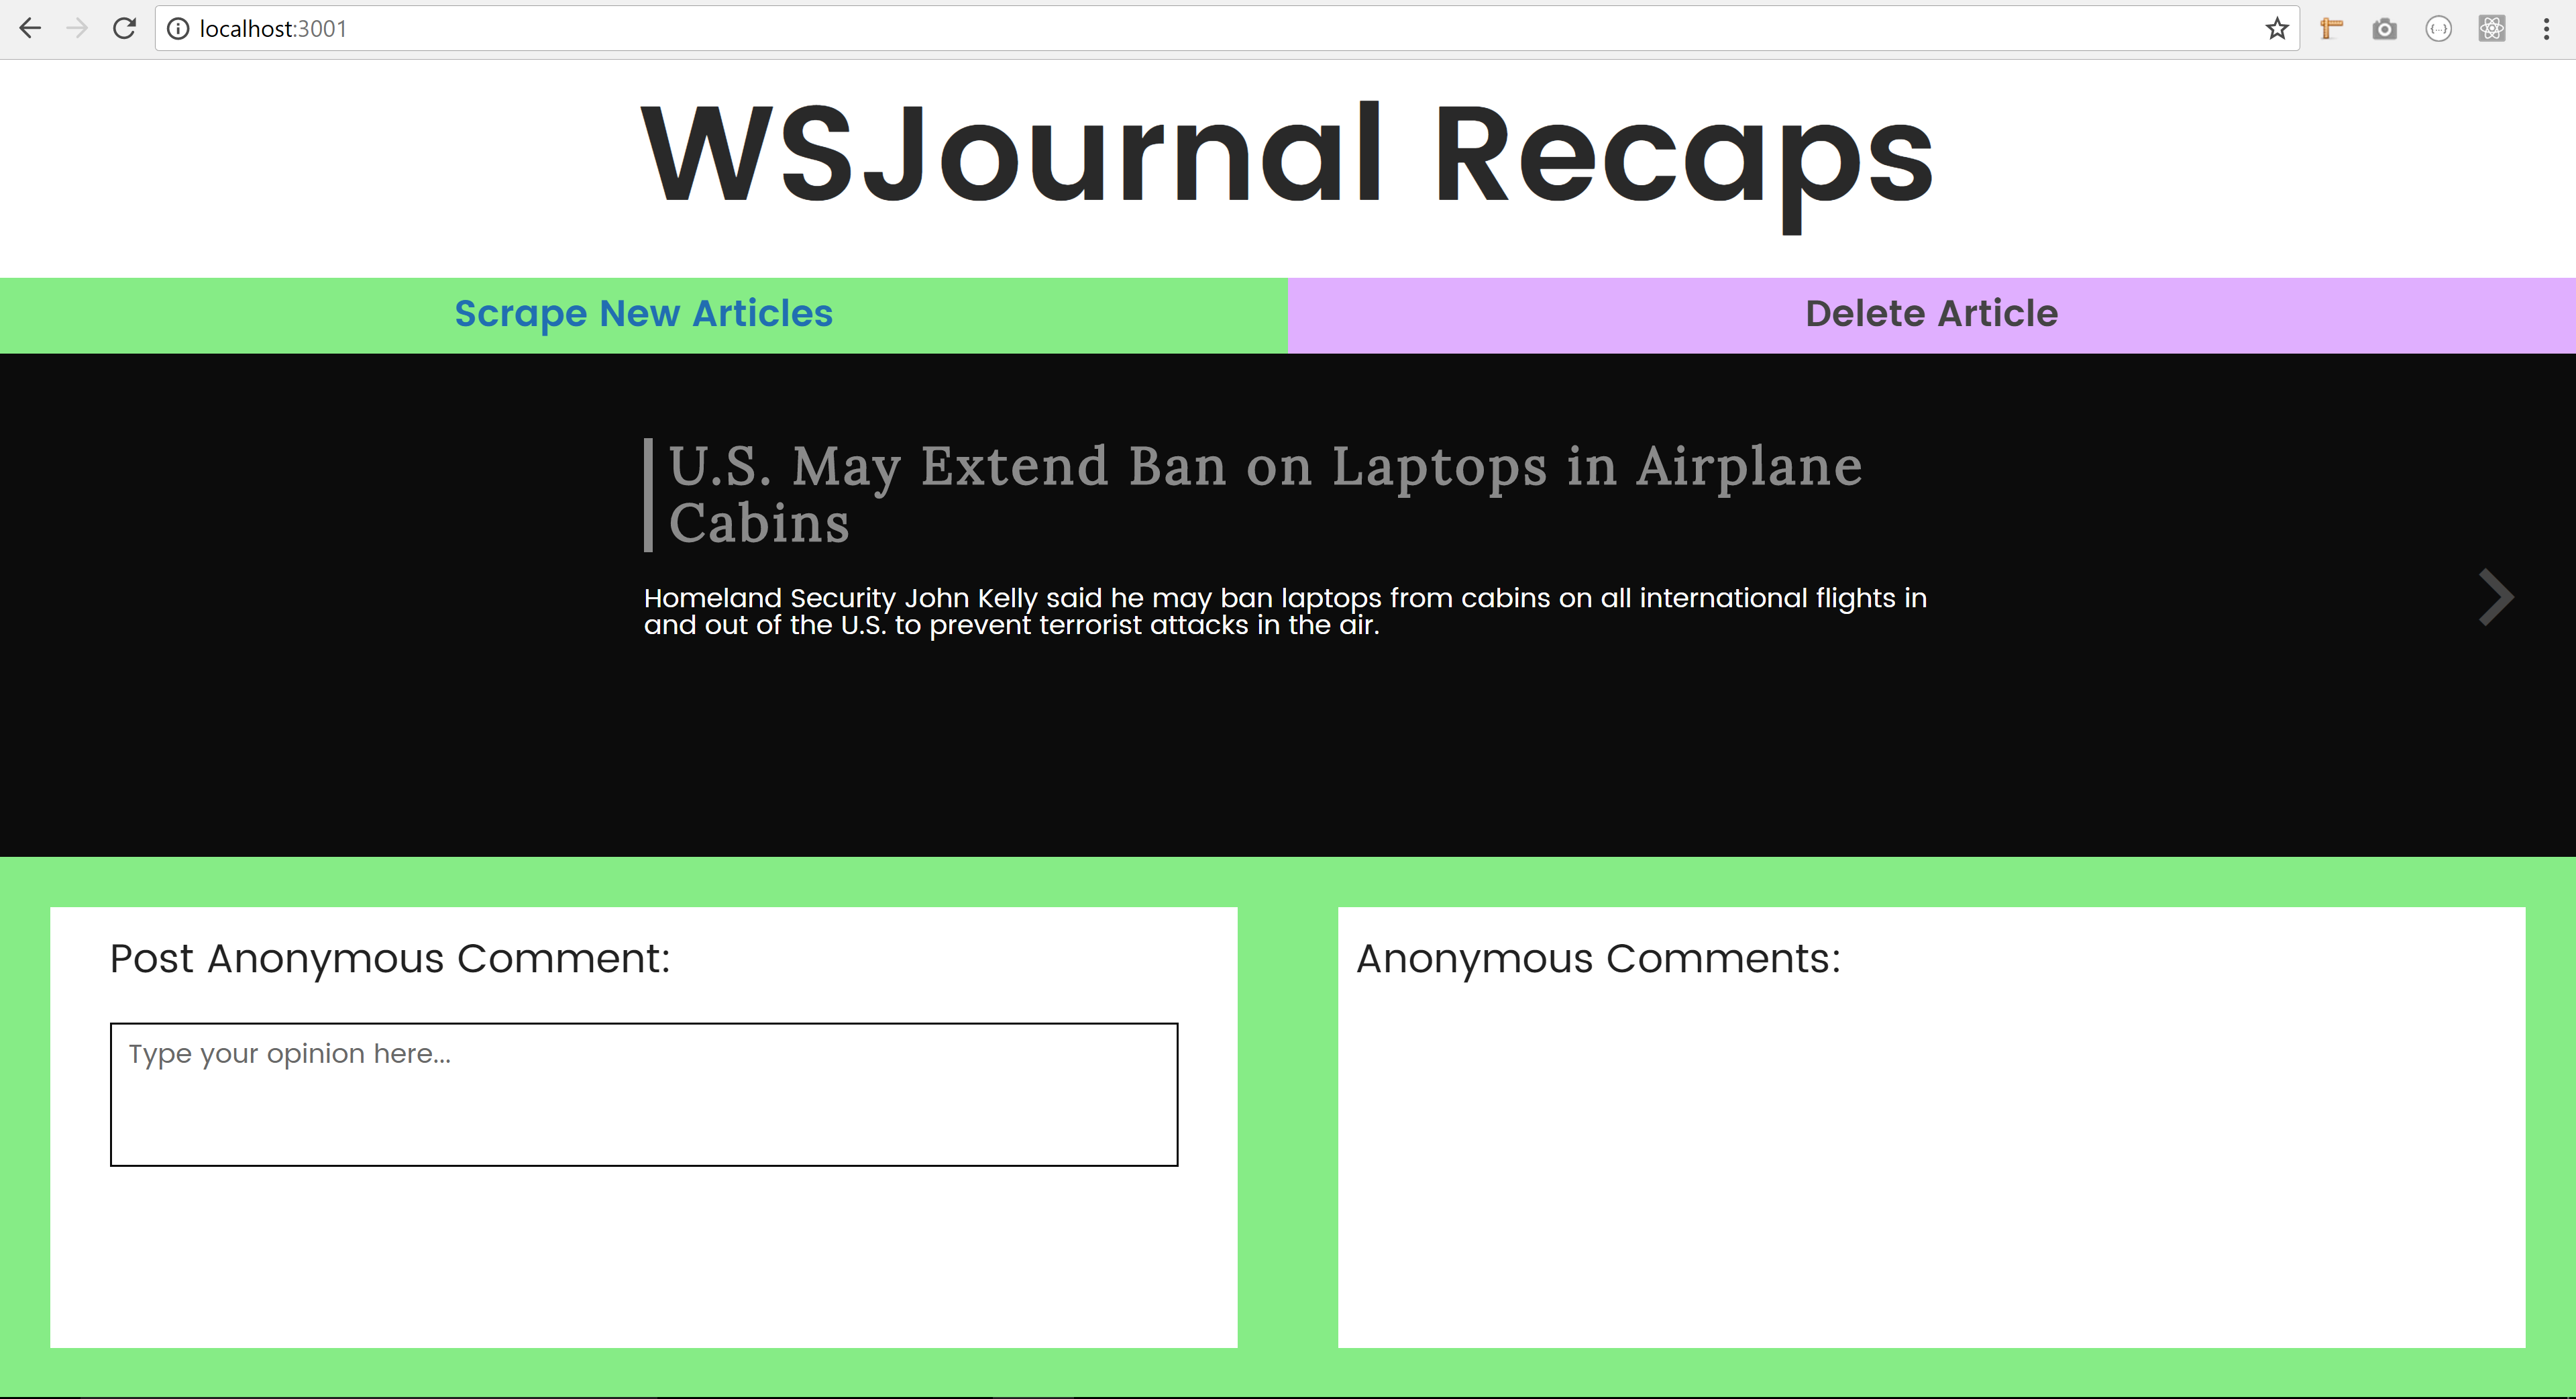 localhost:3001
WSJournal Recaps
Scrape New Articles
Delete Article
U.S. May Extend Ban on Laptops in Airplane
Cabins
Homeland Security John Kelly said he may ban laptops from cabins on all international flights in
and out of the U.S. to prevent terrorist attacks in the air.
Post Anonymous Comment:
Type your opinion here...
Anonymous Comments: